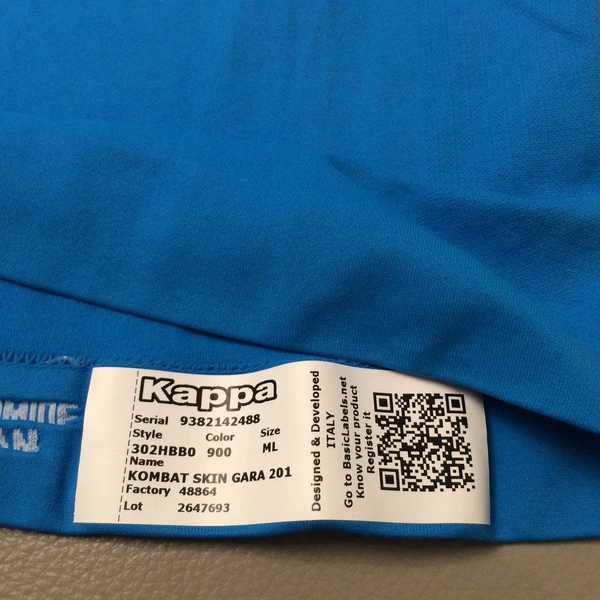 Kappa
Serial 9382142488
Style Color Size
302HBB0 900 ML
Name
KOMBAT SKIN GARA 201
Factory 48864
Lot 2647693
Designed & Developed
ITALY
Go to BasicLabels.net
Know your product
Register it